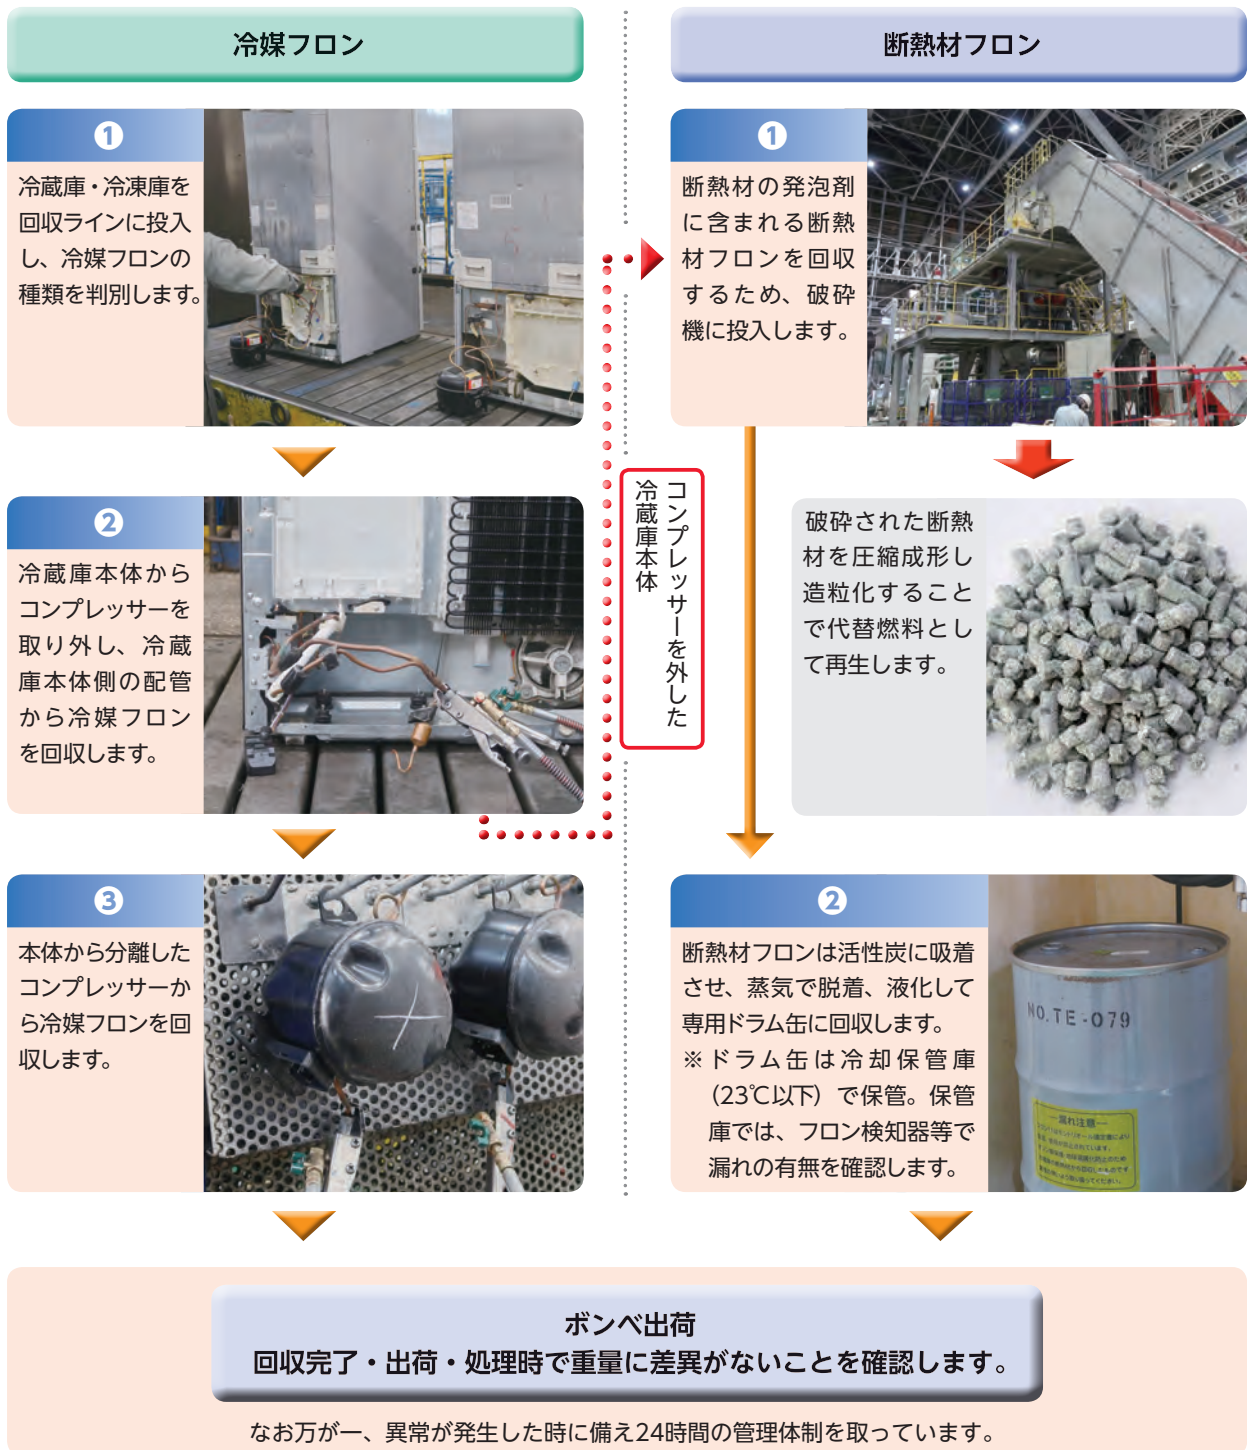 冷媒フロン
1
冷蔵庫・冷凍庫を
回収ラインに投入
し、冷媒フロンの
種類を判別します。
2
冷蔵庫本体から
コンプレッサーを
取り外し、冷蔵
庫本体側の配管
から冷媒フロン
を回収します。
3
本体から分離した
コンプレッサーか
ら冷媒フロンを回
収します。
コンプレッサーを外した
冷蔵庫本体
断熱材フロン
1
断熱材の発泡剤
に含まれる断熱
材フロンを回収
するため、破砕
機に投入します。
破砕された断熱
材を圧縮成形し
造粒化すること
で代替燃料とし
て再生します。
2
断熱材フロンは活性炭に吸着
させ、蒸気で脱着、液化して
専用ドラム缶に回収します。
※ドラム缶は冷却保管庫
（23℃以下）で保管。保管
庫では、フロン検知器等で
漏れの有無を確認します。
NO.TE-079
漏れ注意
ボンベ出荷
回収完了・出荷・処理時で重量に差異がないことを確認します。
なお万が一、異常が発生した時に備え24時間の管理体制を取っています。